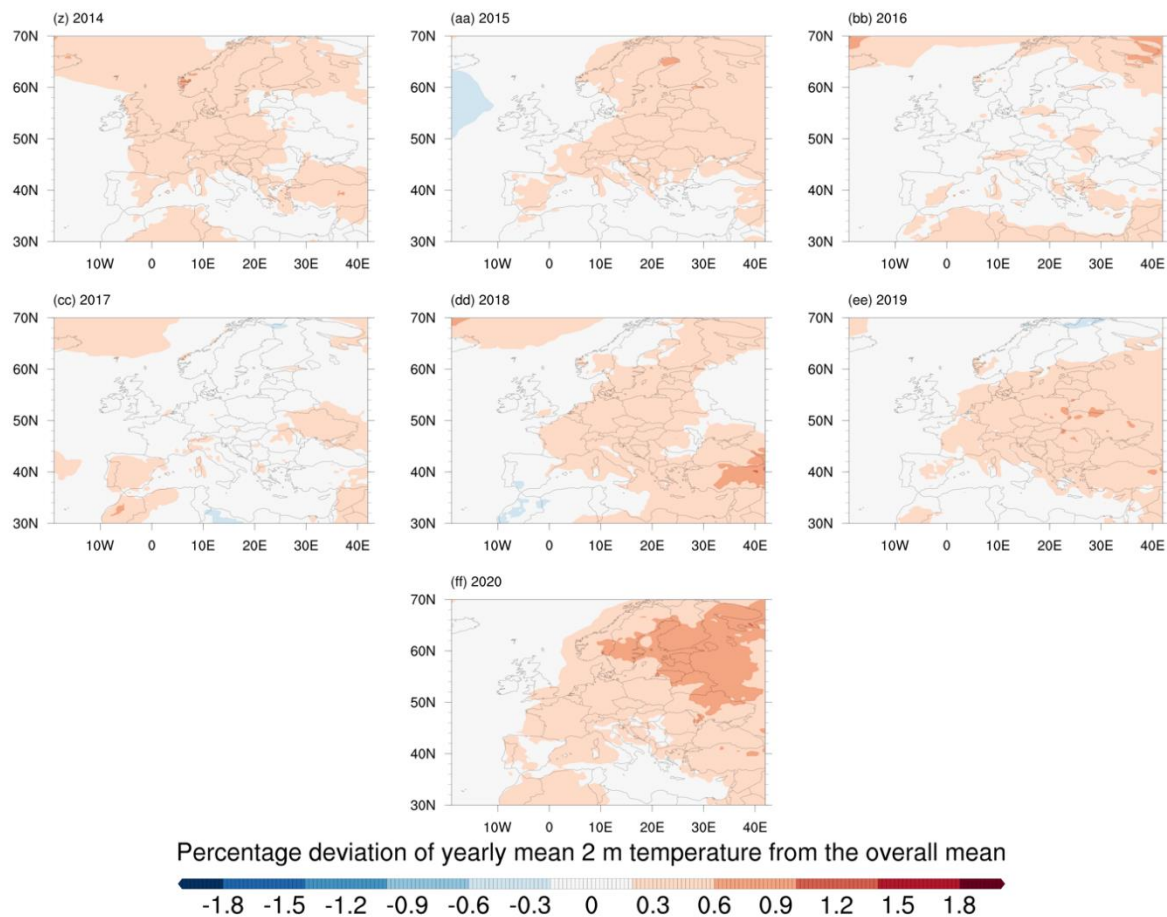 (z) 2014
70N
60N
50N
40N
30N
10W 0 10E 20E 30E 40E
(aa) 2015
70N
60N
50N
40N
30N
10W 0 10E 20E 30E 40E
(bb) 2016
70N
60N
50N
40N
30N
10W 0 10E 20E 30E 40E
(cc) 2017
70N
60N
50N
40N
30N
10W 0 10E 20E 30E 40E
(dd) 2018
70N
60N
50N
40N
30N
10W 0 10E 20E 30E 40E
(ee) 2019
70N
60N
50N
40N
30N
10W 0 10E 20E 30E 40E
(ff) 2020
70N
60N
50N
40N
30N
10W 0 10E 20E 30E 40E
Percentage deviation of yearly mean 2 m temperature from the overall mean
-1.8 -1.5 -1.2 -0.9 -0.6 -0.3 0 0.3 0.6 0.9 1.2 1.5 1.8